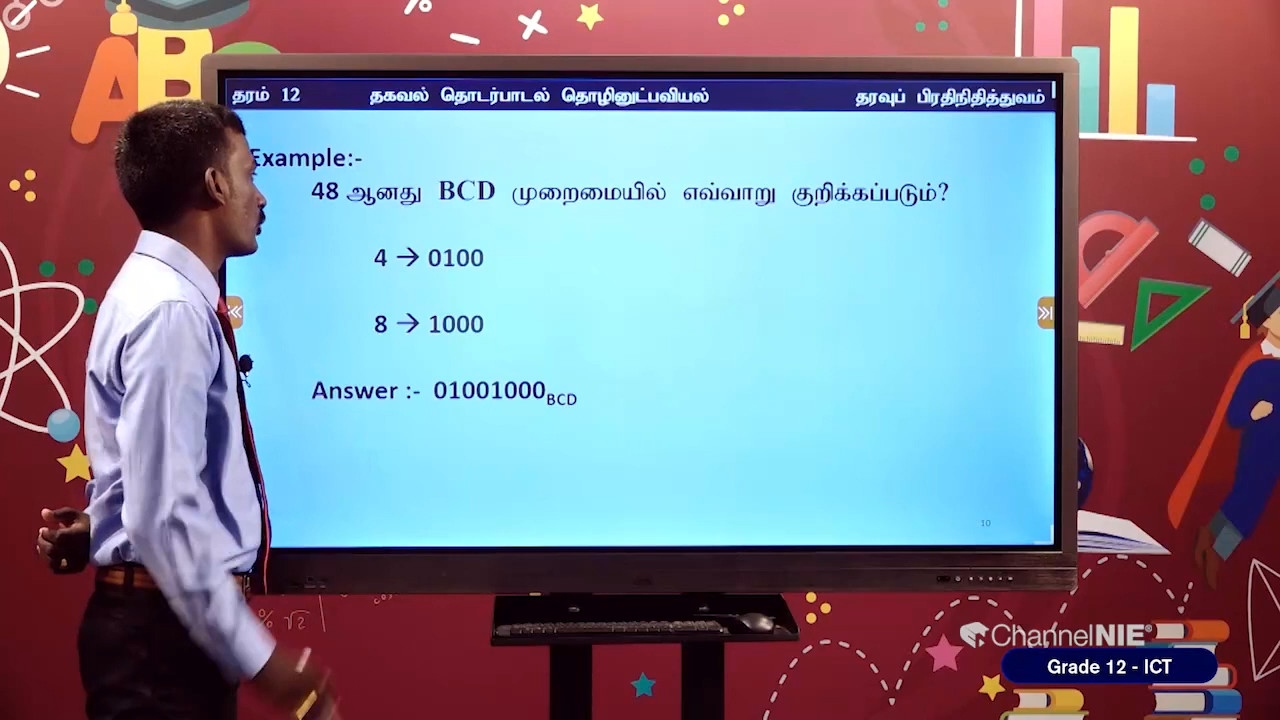 ABC
தரம் 12 தகவல் தொடர்பாடல் தொழினுட்பவியல் தரவுப் பிரதிநிதித்துவம்
Example:-
48 ஆனது BCD முறைமையில் எவ்வாறு குறிக்கப்படும்?
4 → 0100
8 → 1000
Answer :- 01001000BCD
10
ChannelNIE®
Grade 12 - ICT